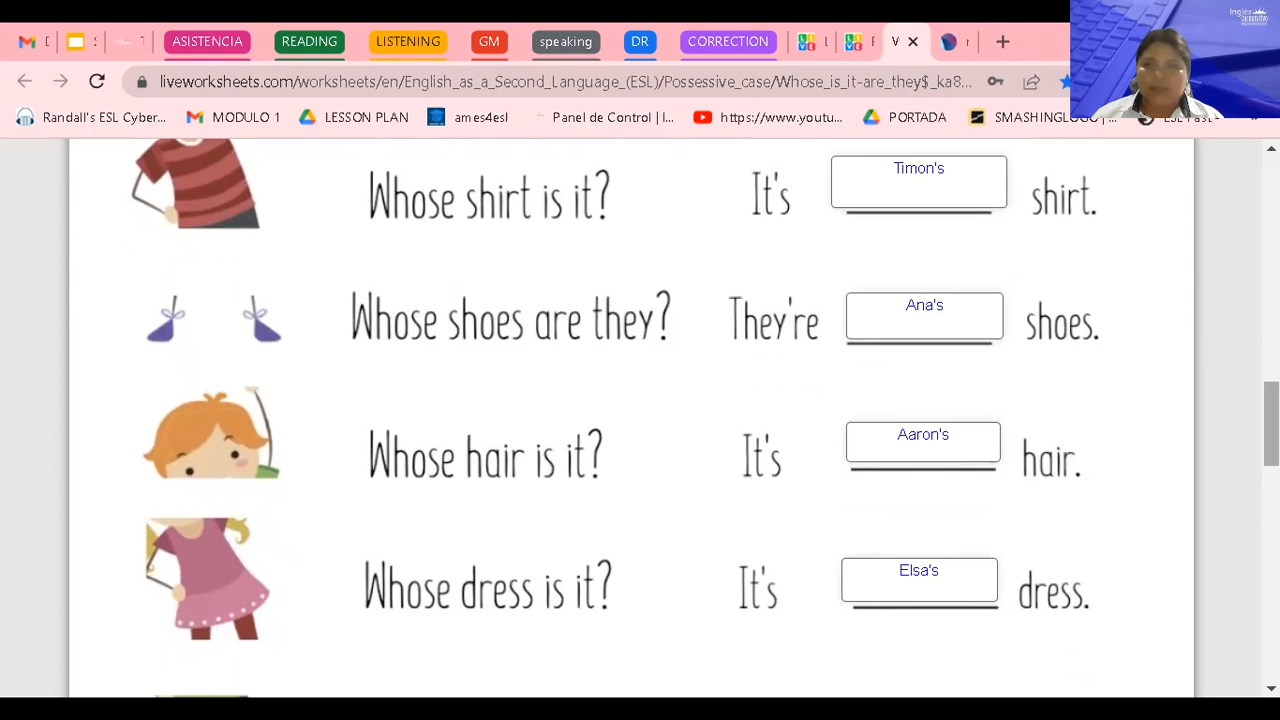 ASISTENCIA READING LISTENING GM speaking DR CORRECTION
liveworksheets.com/worksheets/en/English_as_a_Second_Language_(ESL)/Possessive_case/Whose_is_it-are_they$_ka8...
Randall's ESL Cyber... MODULO 1 LESSON PLAN ames4esl Panel de Control | I... https://www.youtu... PORTADA SMASHINGLOGO |...
Whose shirt is it? It's Timon's shirt.
Whose shoes are they? They're Ana's shoes.
Whose hair is it? It's Aaron's hair.
Whose dress is it? It's Elsa's dress.